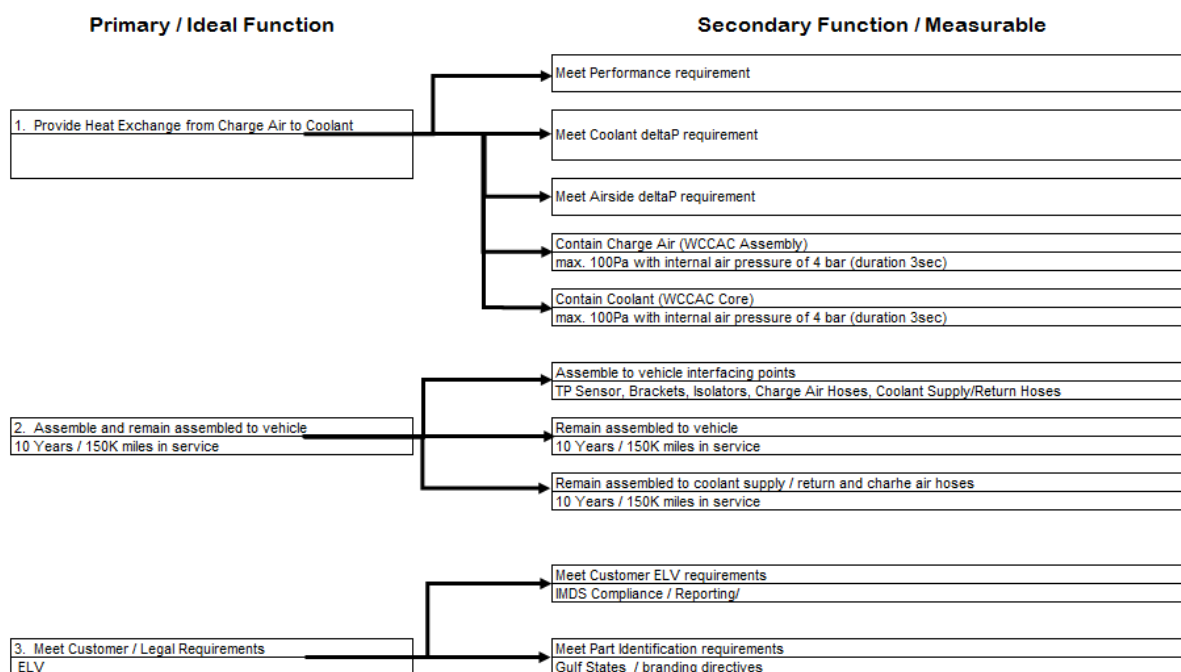 Primary / Ideal Function
Secondary Function / Measurable
Meet Performance requirement
1. Provide Heat Exchange from Charge Air to Coolant
Meet Coolant deltaP requirement
Meet Airside deltaP requirement
Contain Charge Air (WCCAC Assembly)
max. 100Pa with internal air pressure of 4 bar (duration 3sec)
Contain Coolant (WCCAC Core)
max. 100Pa with internal air pressure of 4 bar (duration 3sec)
Assemble to vehicle interfacing points
TP Sensor, Brackets, Isolators, Charge Air Hoses, Coolant Supply/Return Hoses
2. Assemble and remain assembled to vehicle
10 Years / 150K miles in service
Remain assembled to vehicle
10 Years / 150K miles in service
Remain assembled to coolant supply / return and charhe air hoses
10 Years / 150K miles in service
Meet Customer ELV requirements
IMDS Compliance / Reporting/
3. Meet Customer / Legal Requirements
ELV
Meet Part Identification requirements
Gulf States / branding directives